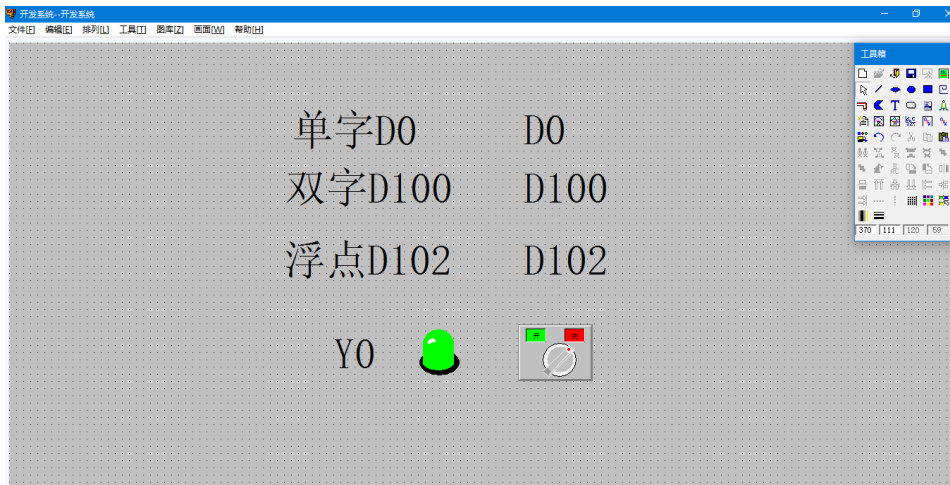 开发系统--开发系统
文件[F] 编辑[E] 排列[L] 工具[T] 图库[Z] 画面[W] 帮助[H]
工具箱
单字D0 D0
双字D100 D100
浮点D102 D102
开
Y0
370 111 120 59